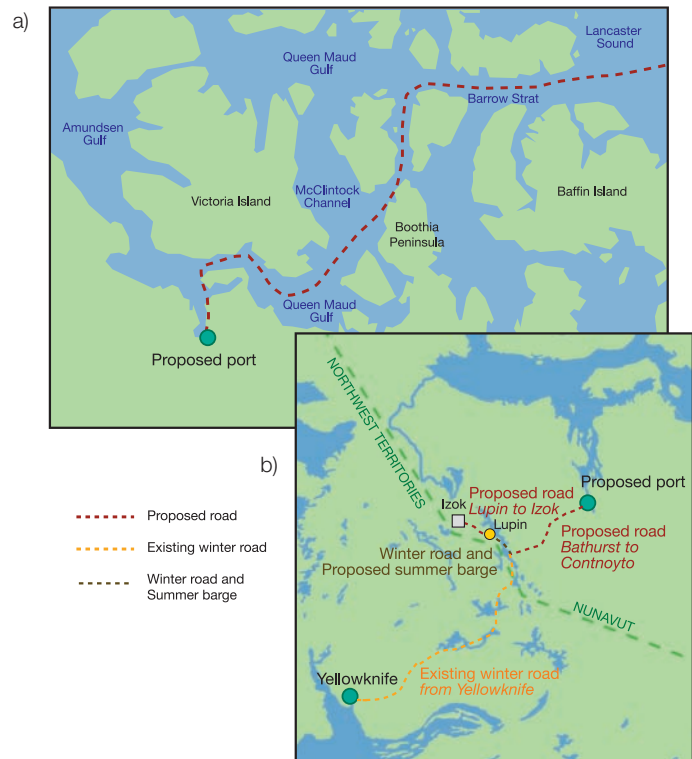 a)
Lancaster
Sound
Queen Maud
Gulf
Barrow Strat
Amundsen
Gulf
Victoria Island
McClintock
Channel
Baffin Island
Boothia
Peninsula
Queen Maud
Gulf
Proposed port
b)
NORTHWEST TERRITORIES
Proposed port
Proposed road
Lupin to Izok
Izok
Lupin
Proposed road
Bathurst to
Contnoyto
Winter road and
Proposed summer barge
NUNAVUT
Existing winter road
from Yellowknife
Yellowknife
Proposed road
Existing winter road
Winter road and
Summer barge